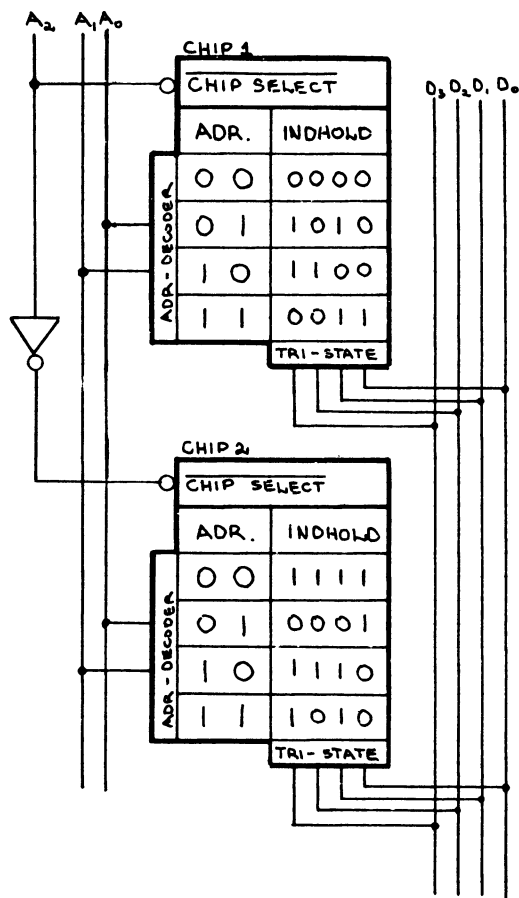 A₂ A₁ A₀
CHIP 1
CHIP SELECT
D₃ D₂ D₁ D₀
ADR. INDHOLD
ADR-DECODER
0 0 0000
0 1 1010
1 0 1100
1 1 0011
TRI-STATE
CHIP 2
CHIP SELECT
ADR. INDHOLD
ADR-DECODER
0 0 1111
0 1 0001
1 0 1110
1 1 1010
TRI-STATE